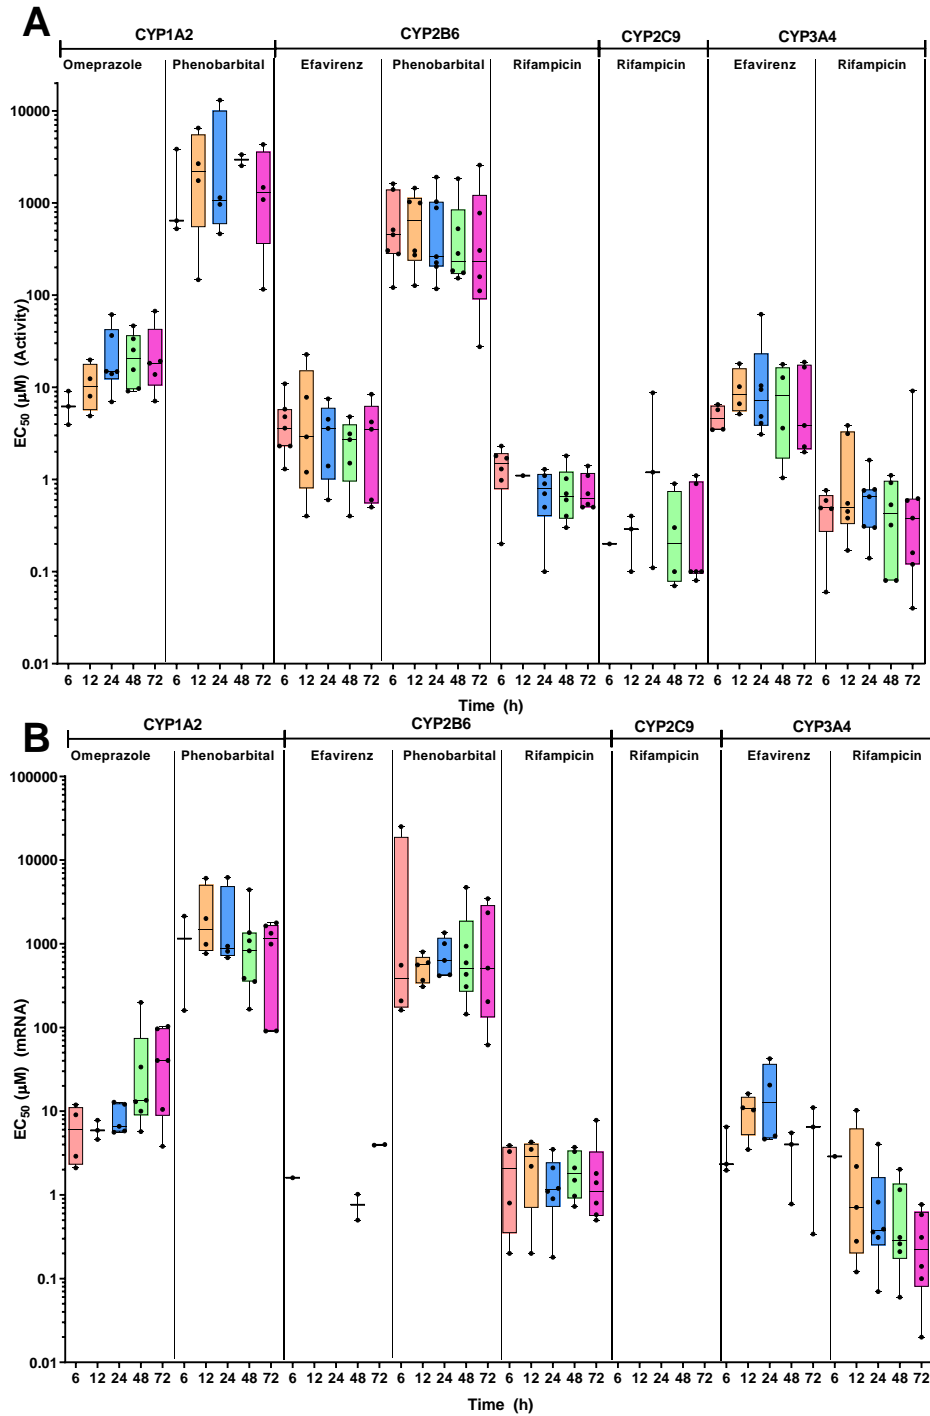 A
CYP1A2 CYP2B6 CYP2C9 CYP3A4
Omeprazole Phenobarbital Efavirenz Phenobarbital Rifampicin Rifampicin Efavirenz Rifampicin
EC50 (μM) (Activity)
10000
1000
100
10
1
0.1
0.01
6 12 24 48 72 6 12 24 48 72 6 12 24 48 72 6 12 24 48 72 6 12 24 48 72 6 12 24 48 72 6 12 24 48 72 6 12 24 48 72
Time (h)
B
CYP1A2 CYP2B6 CYP2C9 CYP3A4
Omeprazole Phenobarbital Efavirenz Phenobarbital Rifampicin Rifampicin Efavirenz Rifampicin
EC50 (μM) (mRNA)
100000
10000
1000
100
10
1
0.1
0.01
6 12 24 48 72 6 12 24 48 72 6 12 24 48 72 6 12 24 48 72 6 12 24 48 72 6 12 24 48 72 6 12 24 48 72 6 12 24 48 72
Time (h)